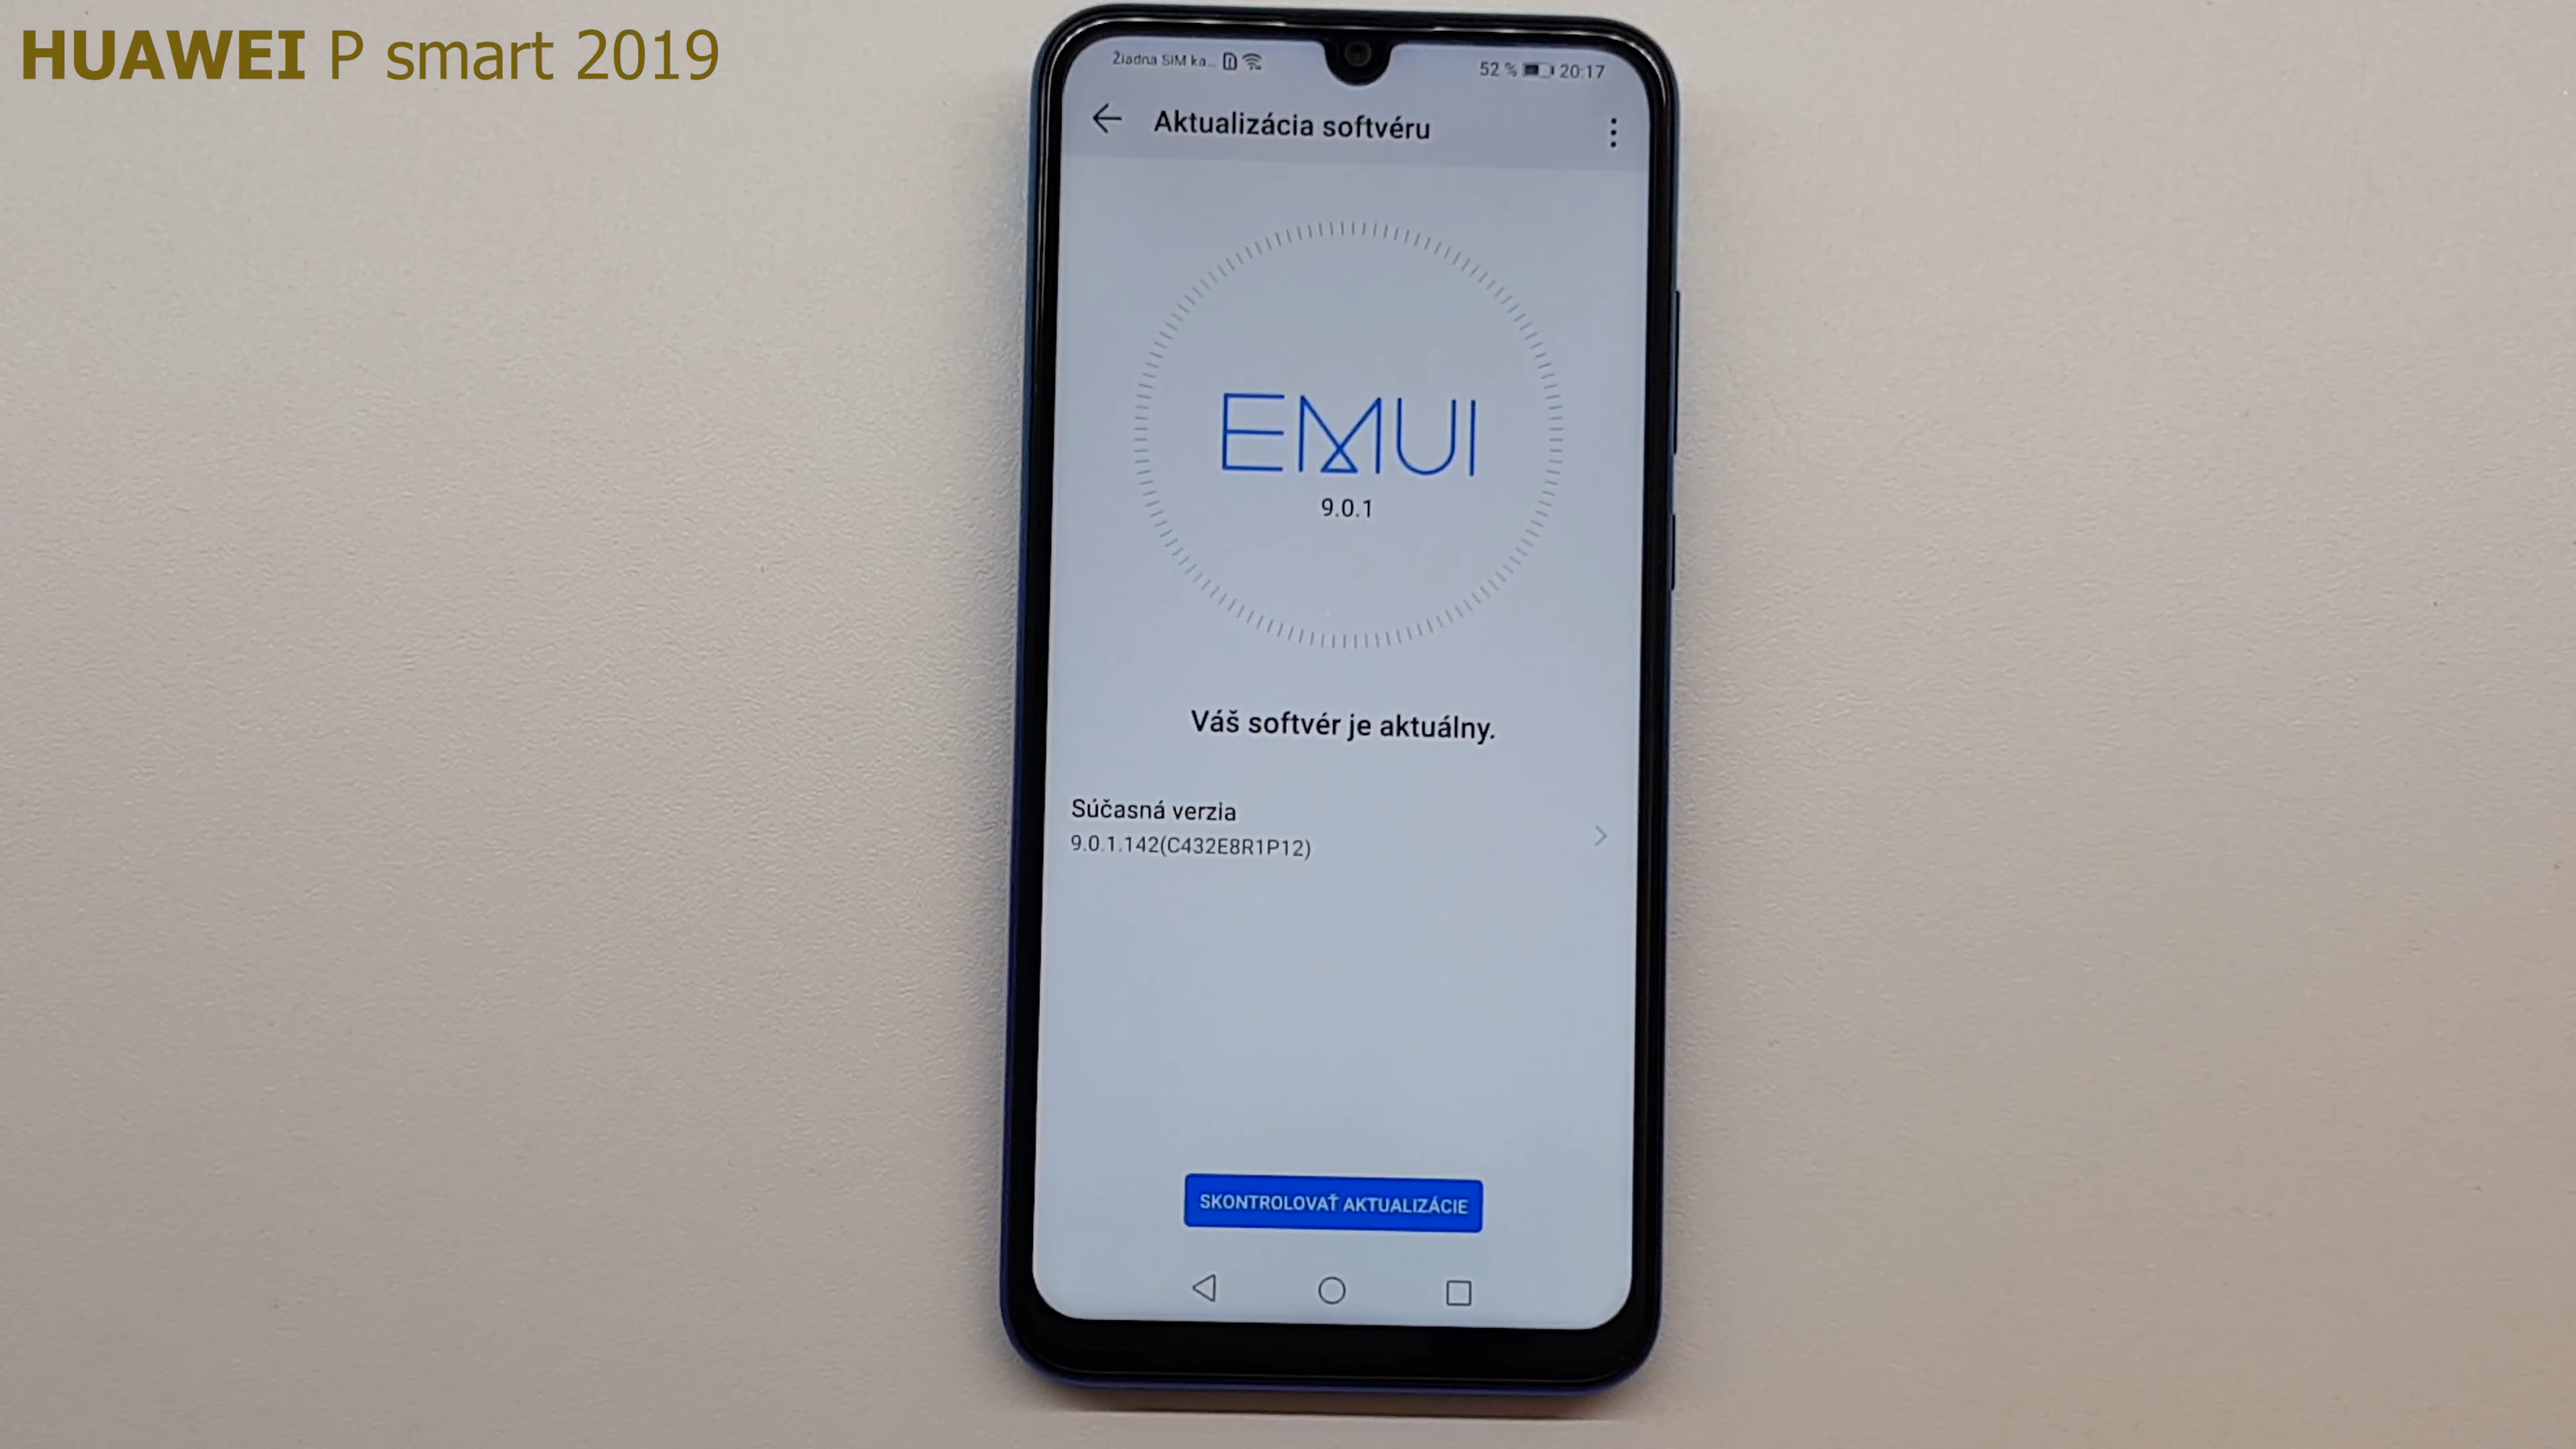 HUAWEI P smart 2019
Žiadna SIM ka...
52 % 20:17
Aktualizácia softvéru
EMUI
9.0.1
Váš softvér je aktuálny.
Súčasná verzia
9.0.1.142(C432E8R1P12)
SKONTROLOVAŤ AKTUALIZÁCIE